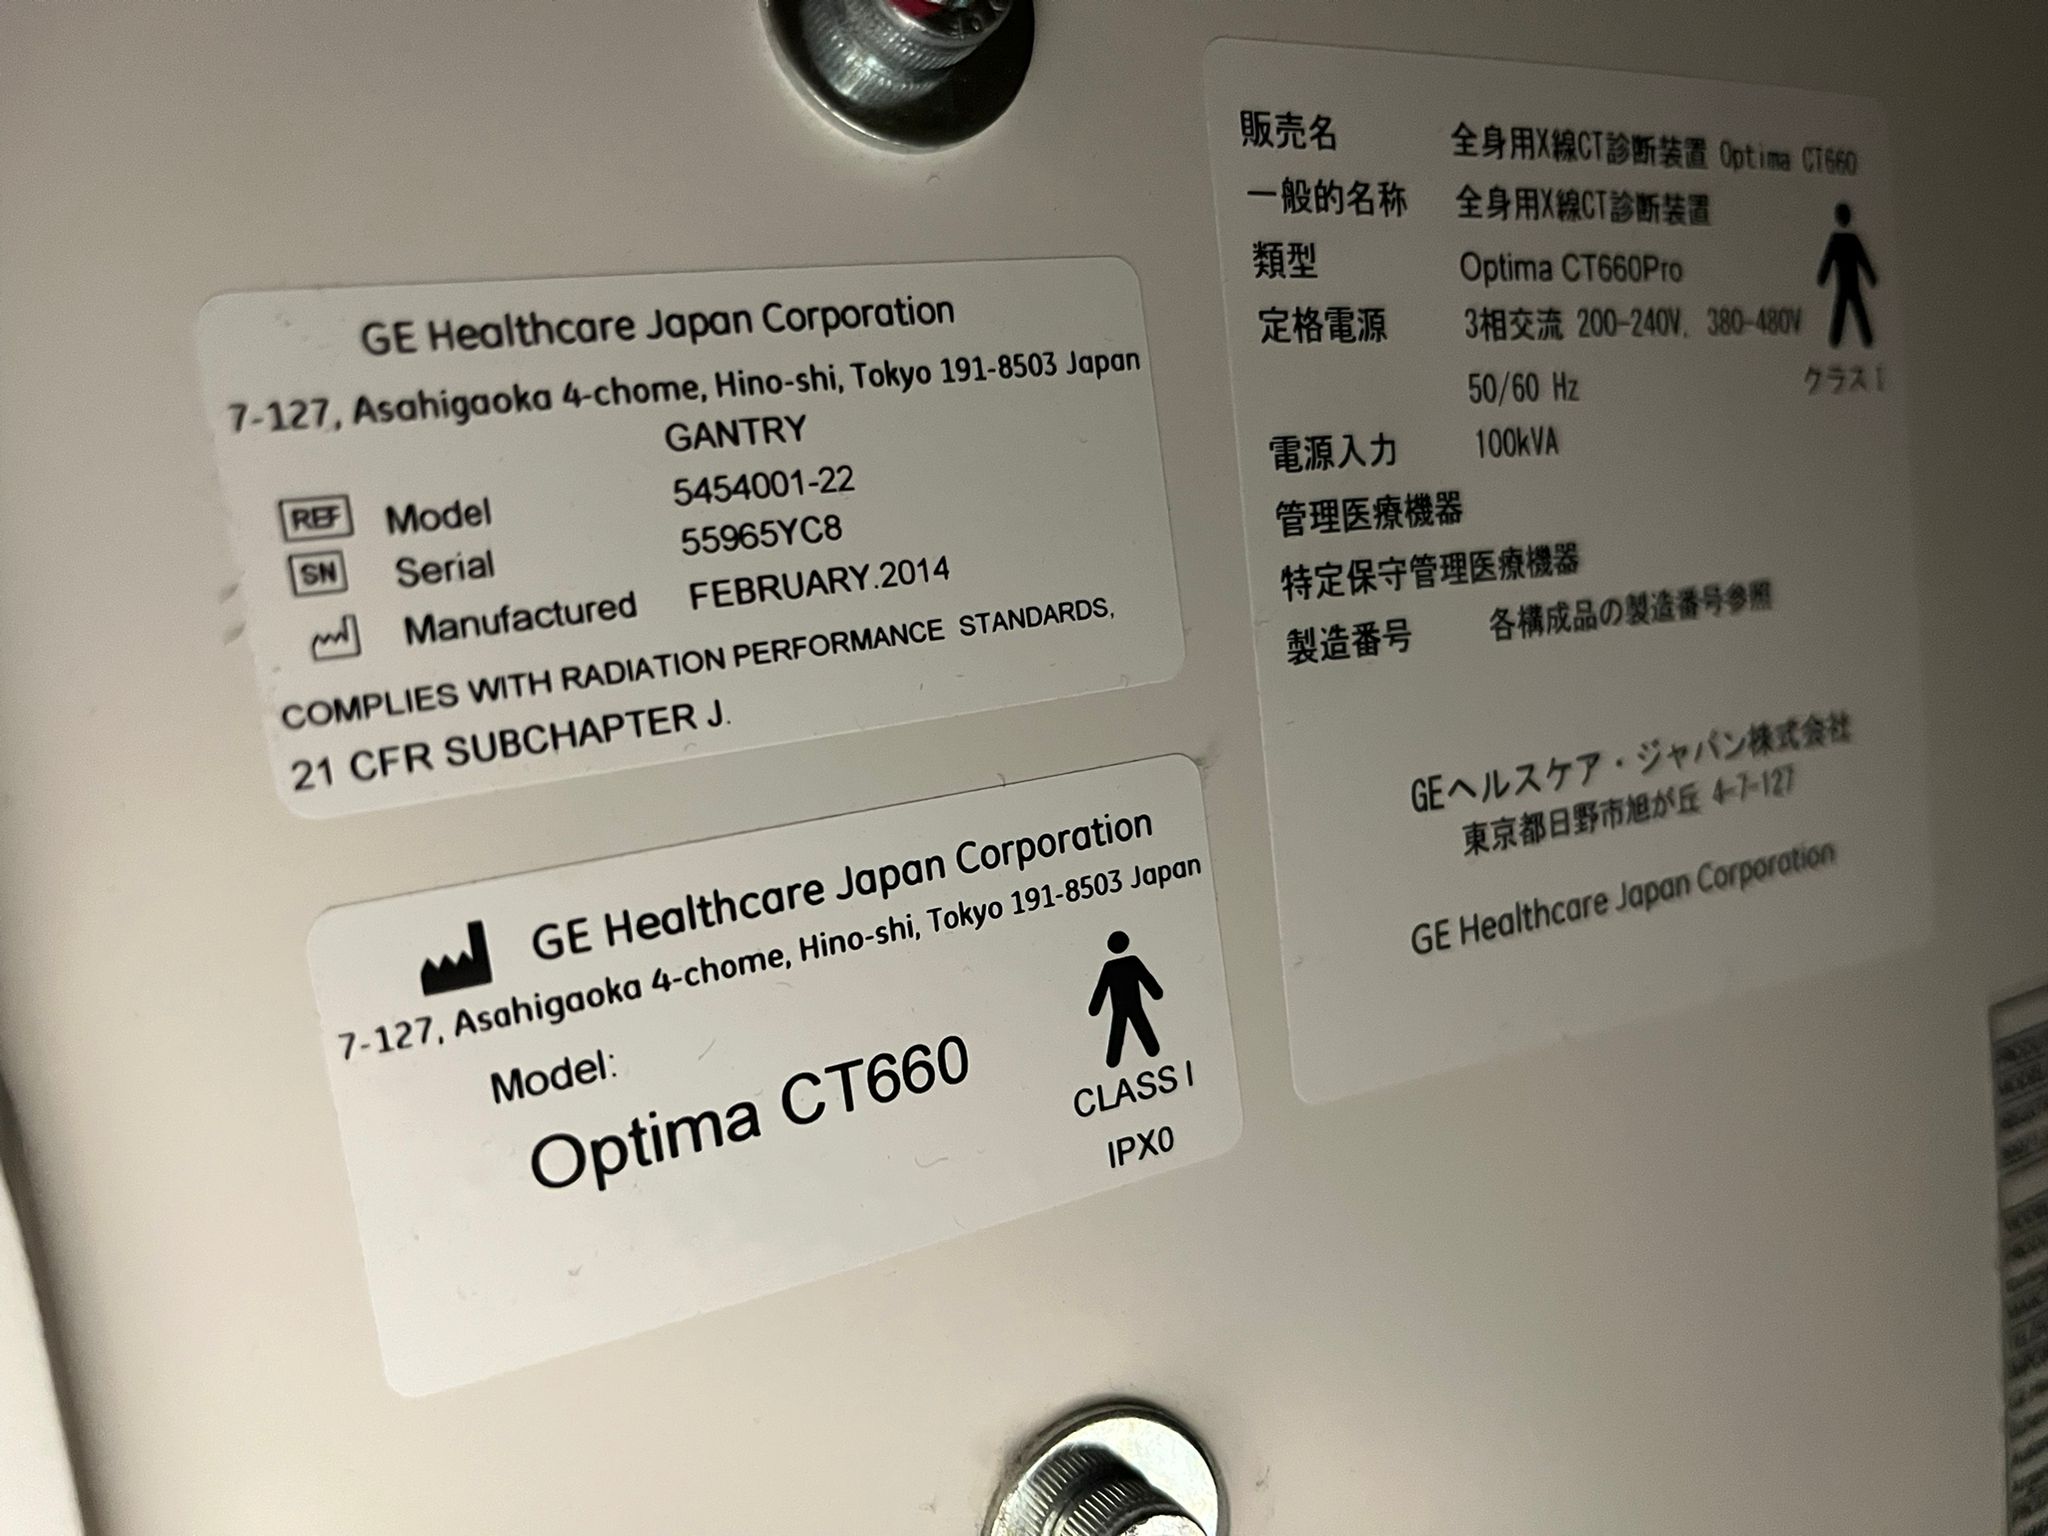 GE Healthcare Japan Corporation
7-127, Asahigaoka 4-chome, Hino-shi, Tokyo 191-8503 Japan
GANTRY
REF Model 5454001-22
SN Serial 55965YC8
Manufactured FEBRUARY.2014
COMPLIES WITH RADIATION PERFORMANCE STANDARDS,
21 CFR SUBCHAPTER J.
GE Healthcare Japan Corporation
7-127, Asahigaoka 4-chome, Hino-shi, Tokyo 191-8503 Japan
Model:
Optima CT660
CLASS I
IPX0
販売名 全身用X線CT診断装置 Optima CT660
一般的名称 全身用X線CT診断装置
類型 Optima CT660Pro
定格電源 3相交流 200-240V, 380-480V
50/60 Hz
クラスI
電源入力 100kVA
管理医療機器
特定保守管理医療機器
製造番号 各構成品の製造番号参照
GEヘルスケア・ジャパン株式会社
東京都日野市旭が丘 4-7-127
GE Healthcare Japan Corporation